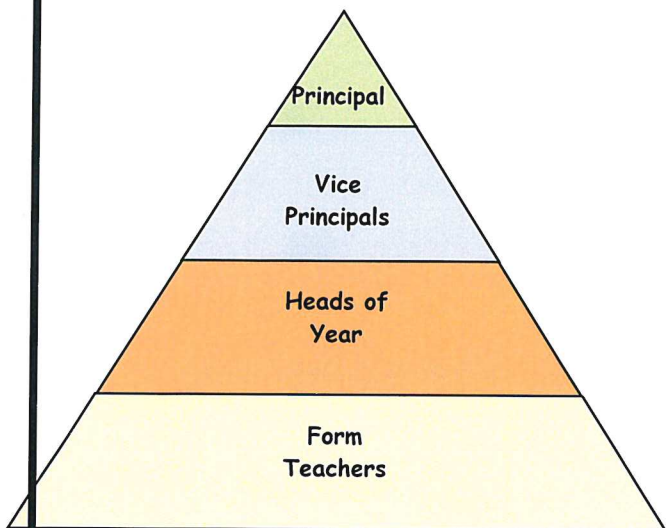 Principal
Vice
Principals
Heads of
Year
Form
Teachers